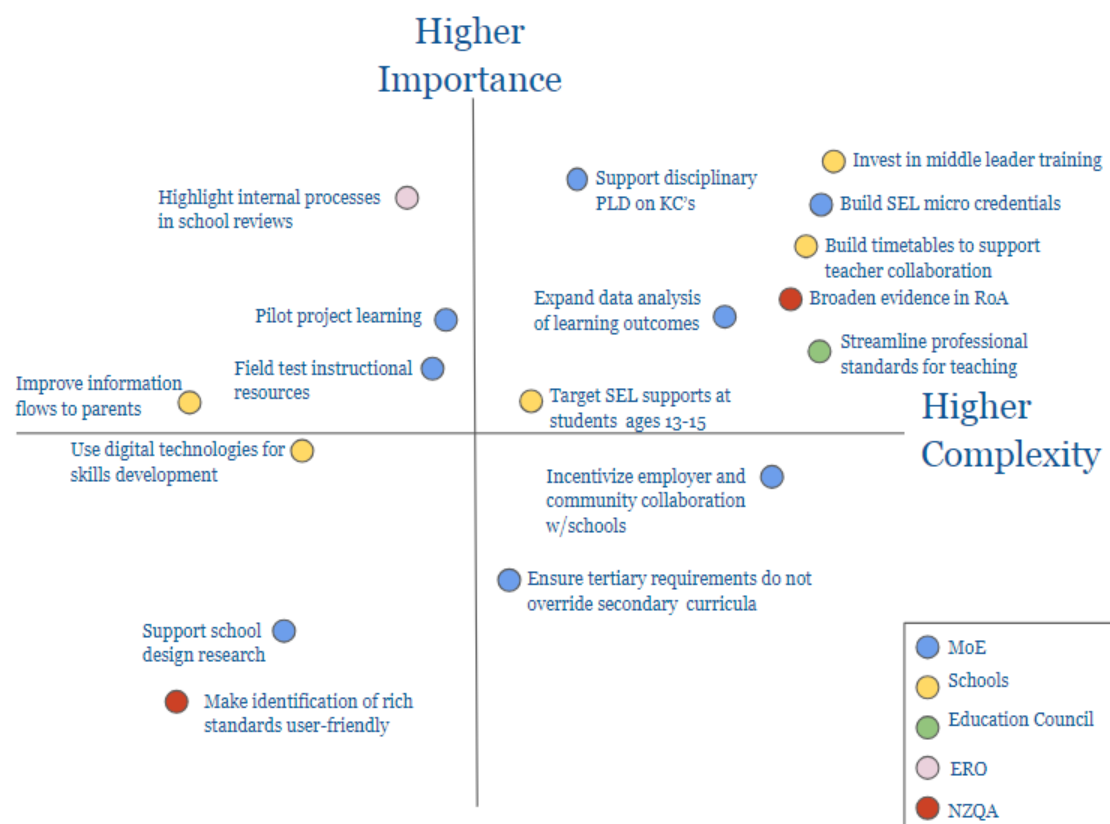 Higher
Importance
Invest in middle leader training
Support disciplinary
PLD on KC's
Highlight internal processes
in school reviews
Build SEL micro credentials
Build timetables to support
teacher collaboration
Expand data analysis
of learning outcomes
Broaden evidence in RoA
Pilot project learning
Streamline professional
standards for teaching
Field test instructional
resources
Improve information
flows to parents
Target SEL supports at
students ages 13-15
Higher
Complexity
Use digital technologies for
skills development
Incentivize employer and
community collaboration
w/schools
Ensure tertiary requirements do not
override secondary curricula
Support school
design research
Make identification of rich
standards user-friendly
MoE
Schools
Education Council
ERO
NZQA